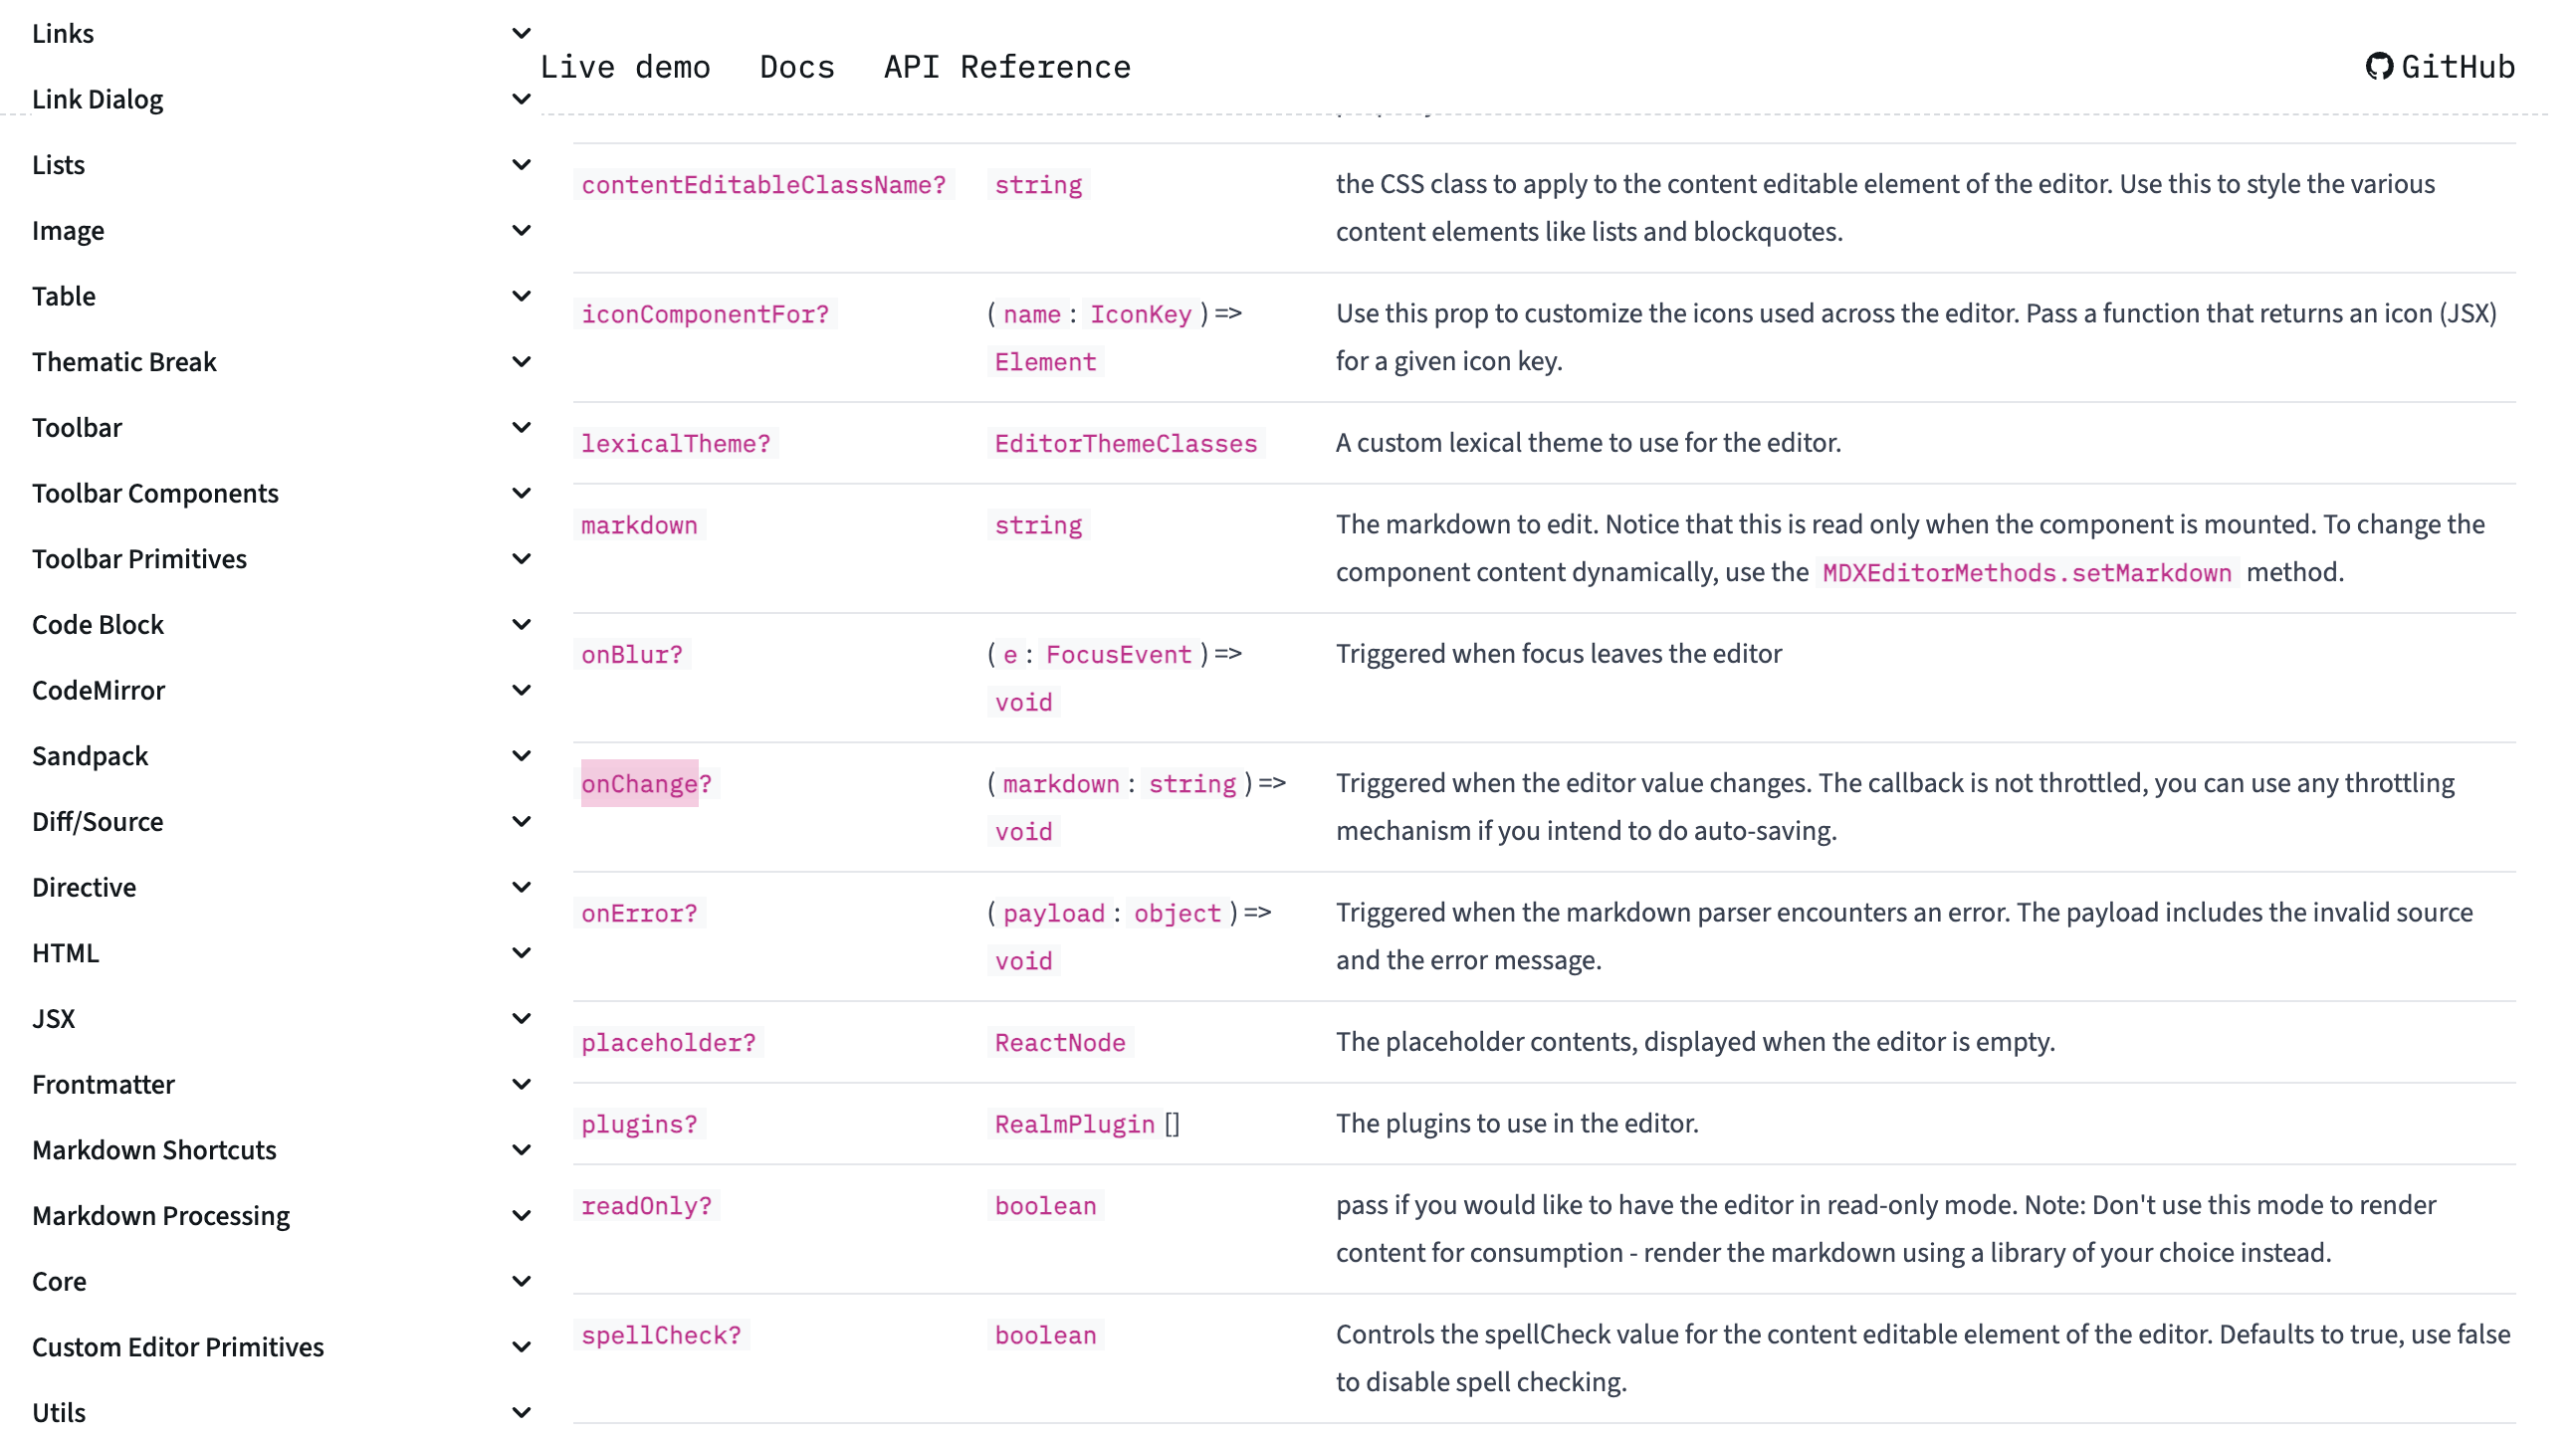 Links
Link Dialog
Lists
Image
Table
Thematic Break
Toolbar
Toolbar Components
Toolbar Primitives
Code Block
CodeMirror
Sandpack
Diff/Source
Directive
HTML
JSX
Frontmatter
Markdown Shortcuts
Markdown Processing
Core
Custom Editor Primitives
Utils
Live demo Docs API Reference GitHub
contentEditableClassName? string the CSS class to apply to the content editable element of the editor. Use this to style the various
content elements like lists and blockquotes.
iconComponentFor? (name: IconKey) => Use this prop to customize the icons used across the editor. Pass a function that returns an icon (JSX)
Element for a given icon key.
lexicalTheme? EditorThemeClasses A custom lexical theme to use for the editor.
markdown string The markdown to edit. Notice that this is read only when the component is mounted. To change the
component content dynamically, use the MDXEditorMethods.setMarkdown method.
onBlur? (e: FocusEvent) => Triggered when focus leaves the editor
void
onChange? (markdown: string) => Triggered when the editor value changes. The callback is not throttled, you can use any throttling
void mechanism if you intend to do auto-saving.
onError? (payload: object) => Triggered when the markdown parser encounters an error. The payload includes the invalid source
void and the error message.
placeholder? ReactNode The placeholder contents, displayed when the editor is empty.
plugins? RealmPlugin [] The plugins to use in the editor.
readOnly? boolean pass if you would like to have the editor in read-only mode. Note: Don't use this mode to render
content for consumption - render the markdown using a library of your choice instead.
spellCheck? boolean Controls the spellCheck value for the content editable element of the editor. Defaults to true, use false
to disable spell checking.